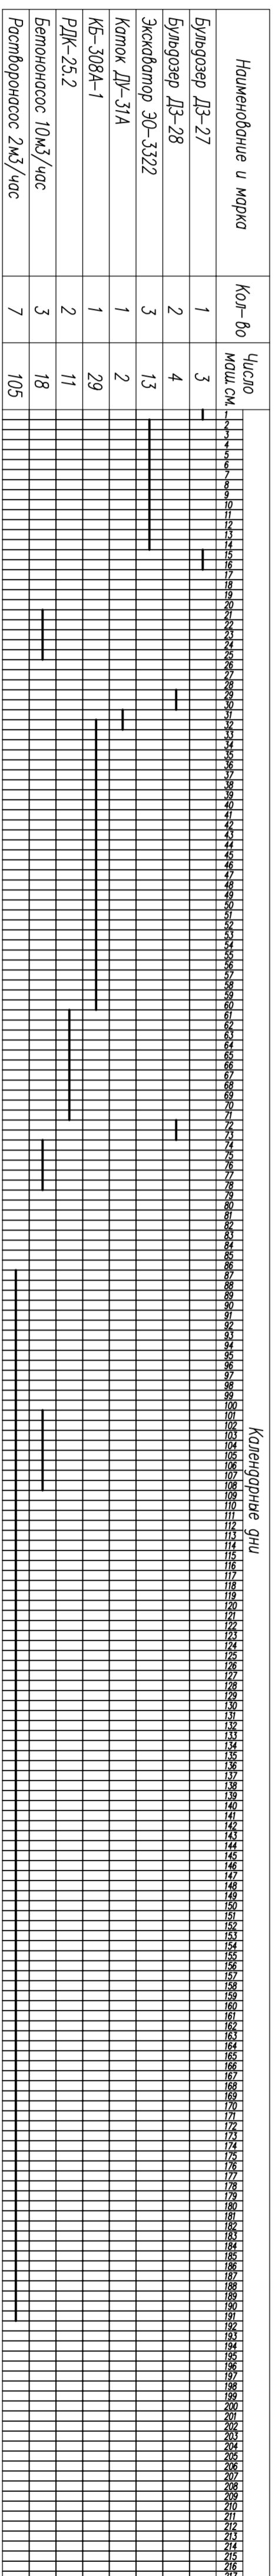 Наименование и марка
Кол-во
Число
маш.см.
Календарные дни
1 2 3 4 5 6 7 8 9 10 11 12 13 14 15 16 17 18 19 20 21 22 23 24 25 26 27 28 29 30 31 32 33 34 35 36 37 38 39 40 41 42 43 44 45 46 47 48 49 50 51 52 53 54 55 56 57 58 59 60 61 62 63 64 65 66 67 68 69 70 71 72 73 74 75 76 77 78 79 80 81 82 83 84 85 86 87 88 89 90 91 92 93 94 95 96 97 98 99 100 101 102 103 104 105 106 107 108 109 110 111 112 113 114 115 116 117 118 119 120 121 122 123 124 125 126 127 128 129 130 131 132 133 134 135 136 137 138 139 140 141 142 143 144 145 146 147 148 149 150 151 152 153 154 155 156 157 158 159 160 161 162 163 164 165 166 167 168 169 170 171 172 173 174 175 176 177 178 179 180 181 182 183 184 185 186 187 188 189 190 191 192 193 194 195 196 197 198 199 200 201 202 203 204 205 206 207 208 209 210 211 212 213 214 215 216
Бульдозер ДЗ-27 1 3
Бульдозер ДЗ-28 2 4
Экскаватор ЭО-3322 3 13
Каток ДУ-31А 1 2
КБ-308А-1 1 29
РДК-25.2 2 11
Бетононасос 10м3/час 3 18
Растворонасос 2м3/час 7 105